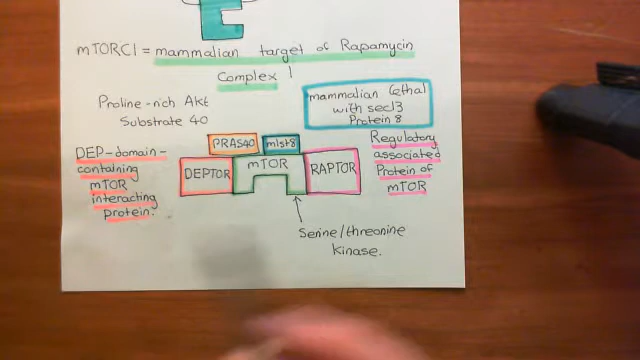 mTORC1 = mammalian target of Rapamycin
Complex 1
Proline-rich Akt
Substrate 40
mammalian lethal
with sec13
Protein 8
PRAS40
mlst8
DEPTOR
mTOR
RAPTOR
DEP-domain-
containing
mTOR
interacting
protein.
Regulatory
associated
Protein of
mTOR
Serine/threonine
kinase.